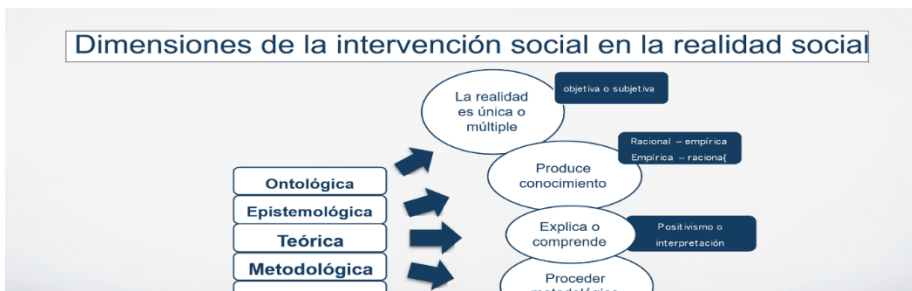 Dimensiones de la intervención social en la realidad social
La realidad
es única o
múltiple
objetiva o subjetiva
Racional – empírica
Empírica – raciona{
Produce
conocimiento
Ontológica
Epistemológica
Teórica
Metodológica
Explica o
comprende
Positivismo o
interpretación
Proceder